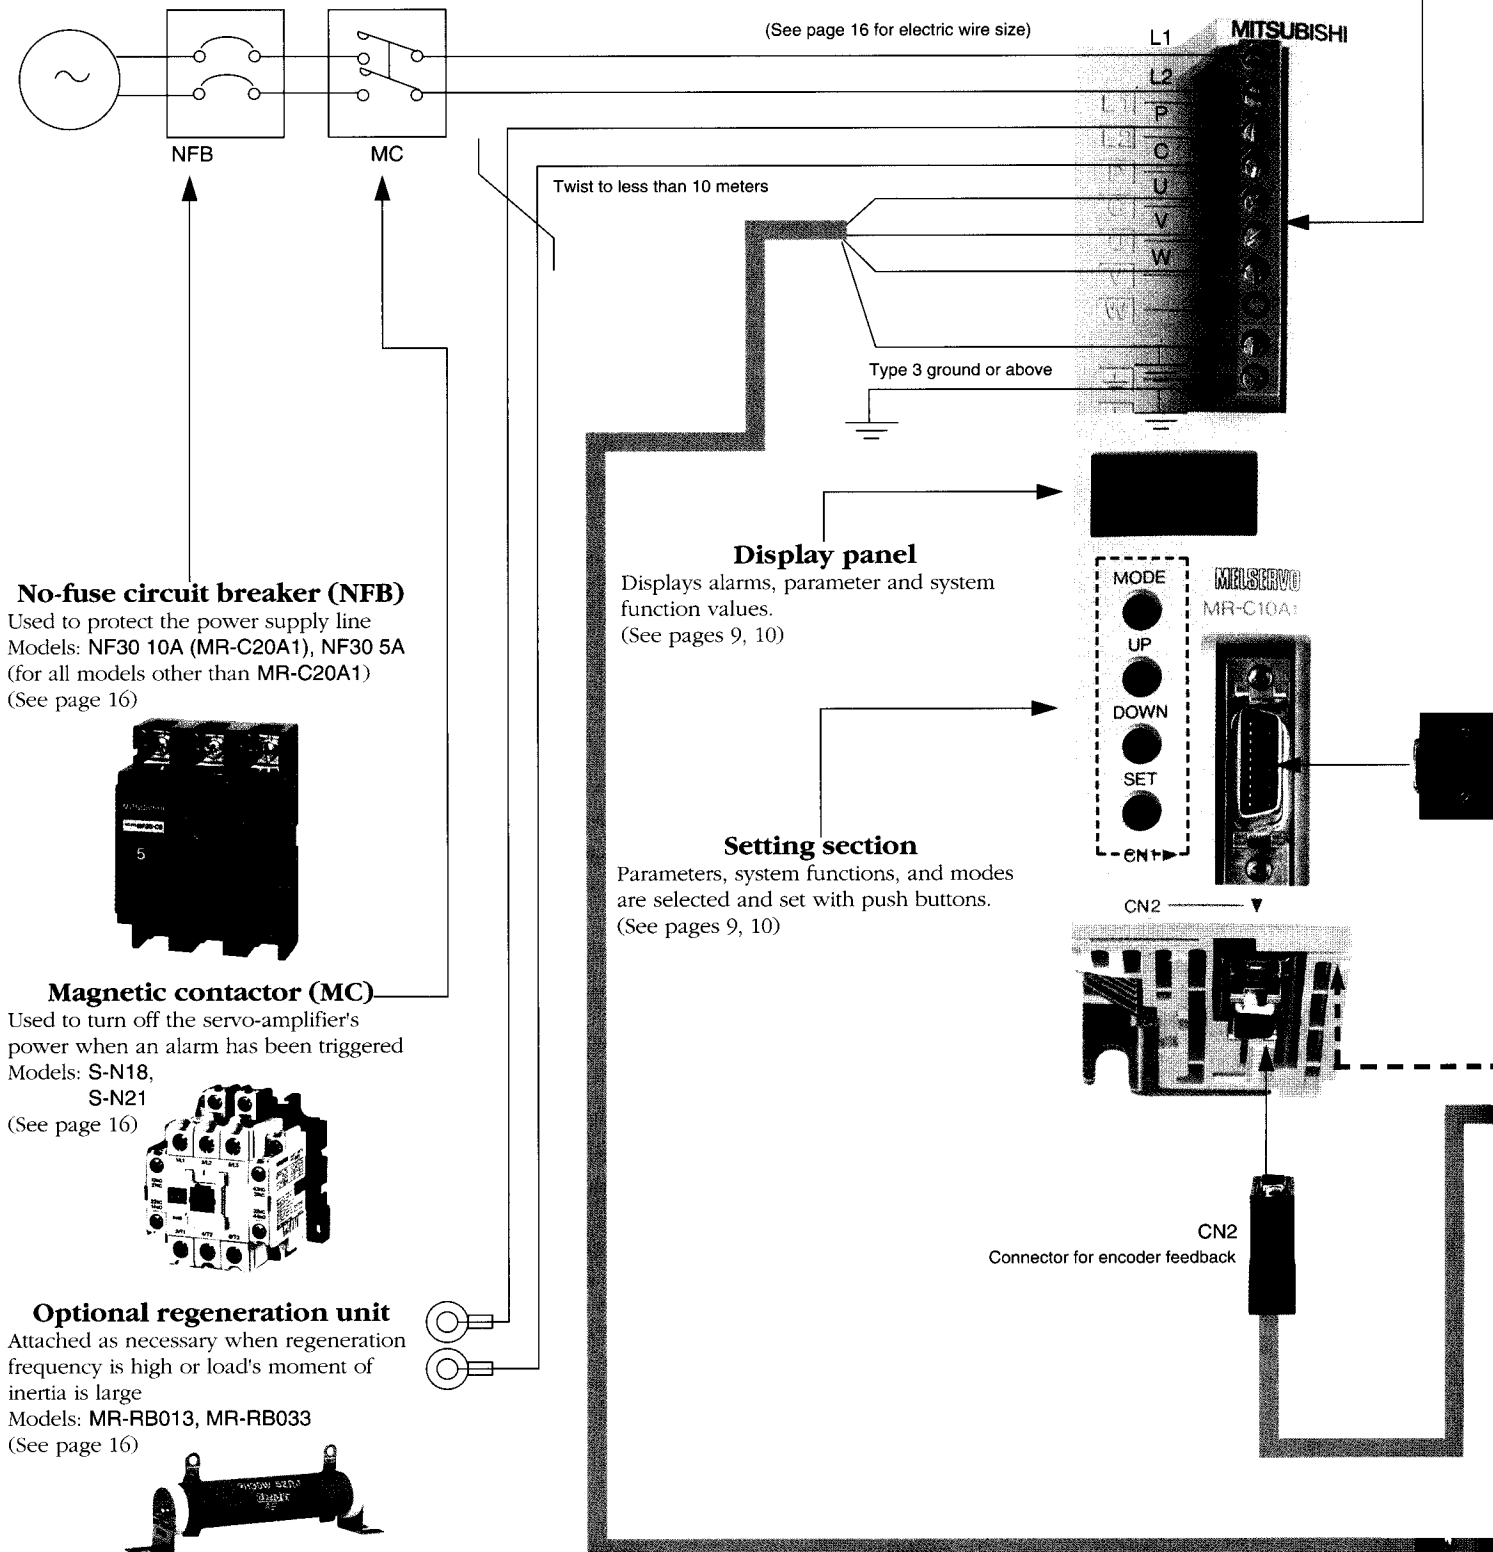 (See page 16 for electric wire size)
MITSUBISHI
L1
L2
P
C
U
V
W
NFB
MC
Twist to less than 10 meters
Type 3 ground or above
Display panel
Displays alarms, parameter and system
function values.
(See pages 9, 10)
MODE
UP
DOWN
SET
CN1
CN2
MELSERVO
MR-C10A1
No-fuse circuit breaker (NFB)
Used to protect the power supply line
Models: NF30 10A (MR-C20A1), NF30 5A
(for all models other than MR-C20A1)
(See page 16)
5
Setting section
Parameters, system functions, and modes
are selected and set with push buttons.
(See pages 9, 10)
Magnetic contactor (MC)
Used to turn off the servo-amplifier's
power when an alarm has been triggered
Models: S-N18,
S-N21
(See page 16)
CN2
Connector for encoder feedback
Optional regeneration unit
Attached as necessary when regeneration
frequency is high or load's moment of
inertia is large
Models: MR-RB013, MR-RB033
(See page 16)